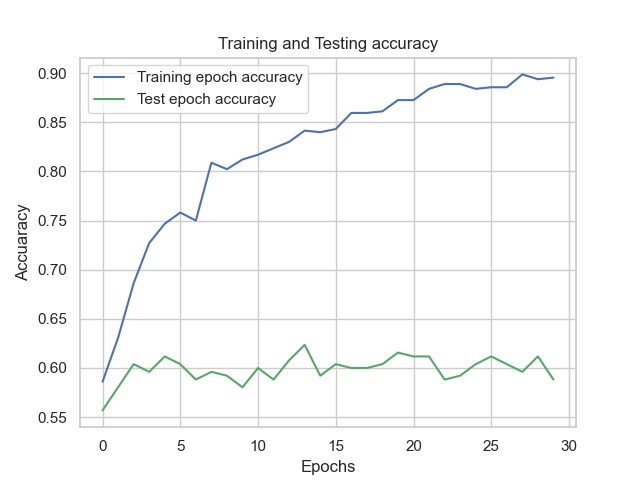 Training and Testing accuracy
Training epoch accuracy
Test epoch accuracy
0.90
0.85
0.80
0.75
0.70
0.65
0.60
0.55
Accuaracy
0 5 10 15 20 25 30
Epochs